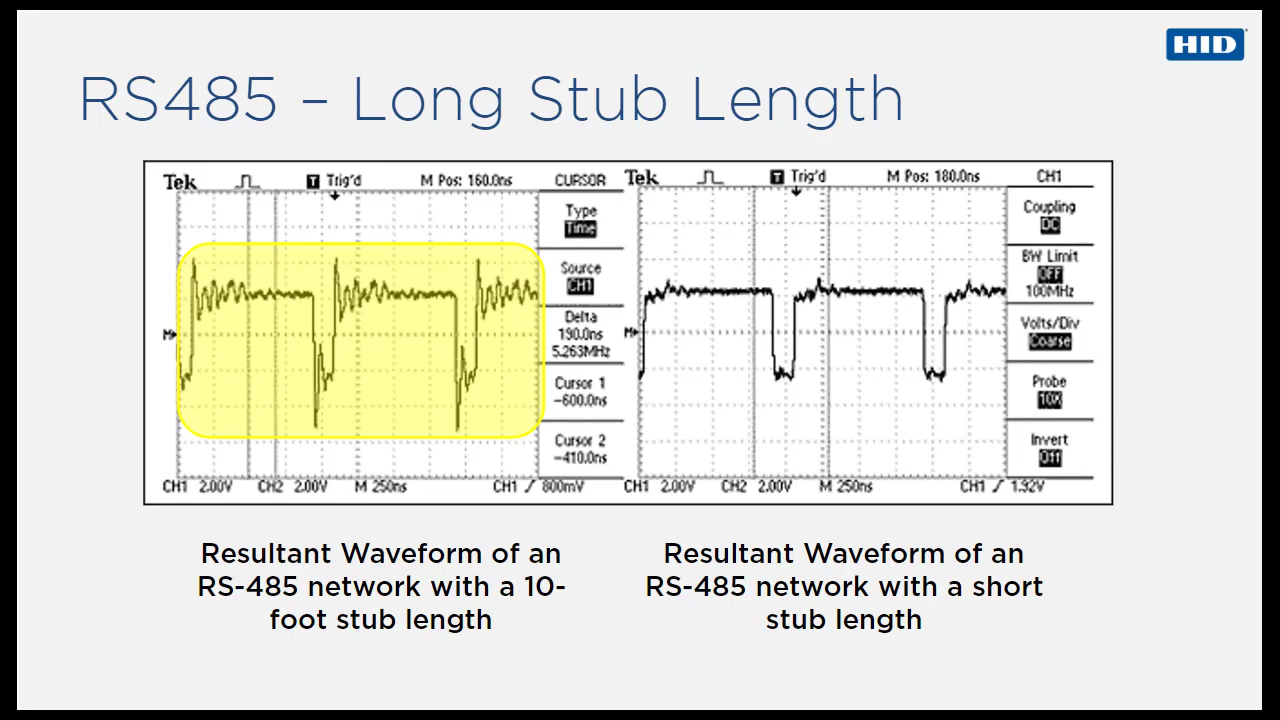 HID
RS485 – Long Stub Length
Tek
T Trig'd
M Pos: 160.0ns
CURSOR
Type
Time
Source
CH1
Delta
190.0ns
5.263MHz
Cursor 1
-600.0ns
Cursor 2
-410.0ns
M
CH1 2.00V
CH2 2.00V
M 250ns
CH1 / 800mV
Tek
T Trig'd
M Pos: 180.0ns
CH1
Coupling
DC
BW Limit
OFF
100MHz
Volts/Div
Coarse
Probe
10X
Invert
Off
M
CH1 2.00V
CH2 2.00V
M 250ns
CH1 / 1.92V
Resultant Waveform of an
RS-485 network with a 10-
foot stub length
Resultant Waveform of an
RS-485 network with a short
stub length